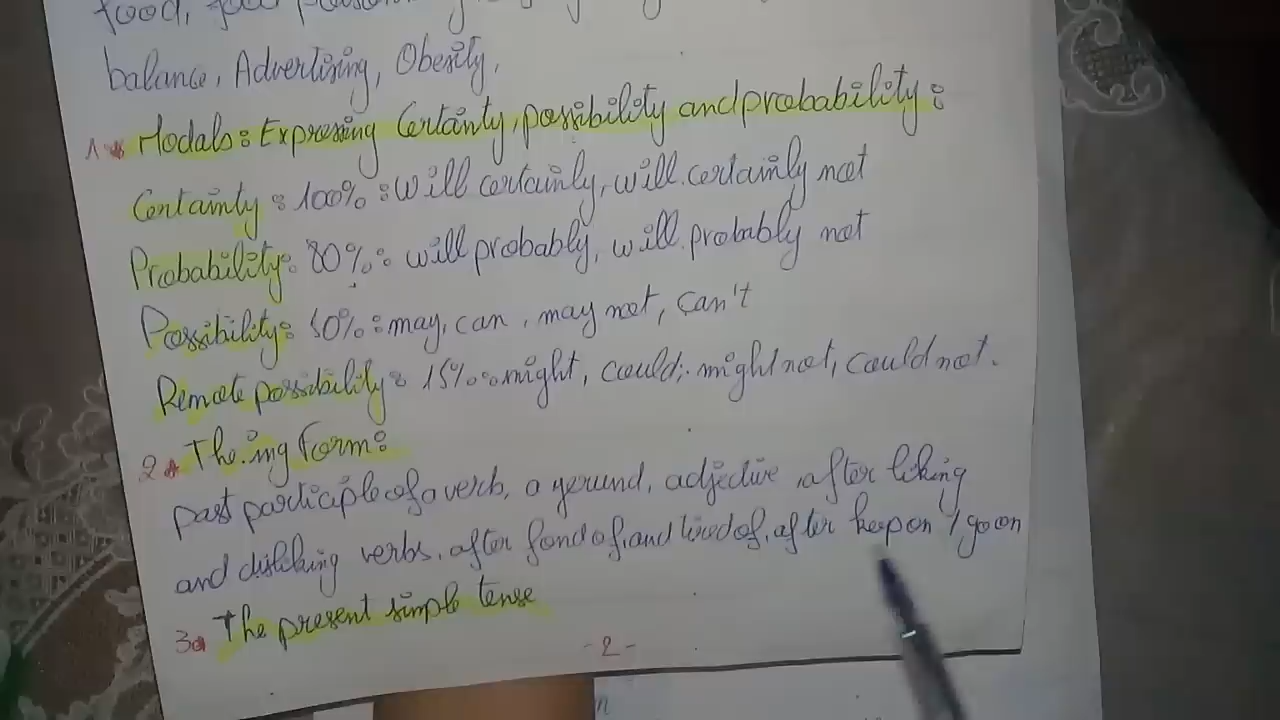 food,
balance, Advertising, Obesity,
1* Modals: Expressing Certainty, possibility and probability:
Certainty: 100%: will certainly, will certainly not
Probability: 80%: will probably, will probably not
Possibility: 50%: may, can, may not, can't
Remote possibility: 15%: might, could, might not, could not.
2* The.ing Form:
past participle of a verb, a gerund, adjective, after liking
and disliking verbs, after fond of, and tired of, after keep on / go on
3* The present simple tense
-2-